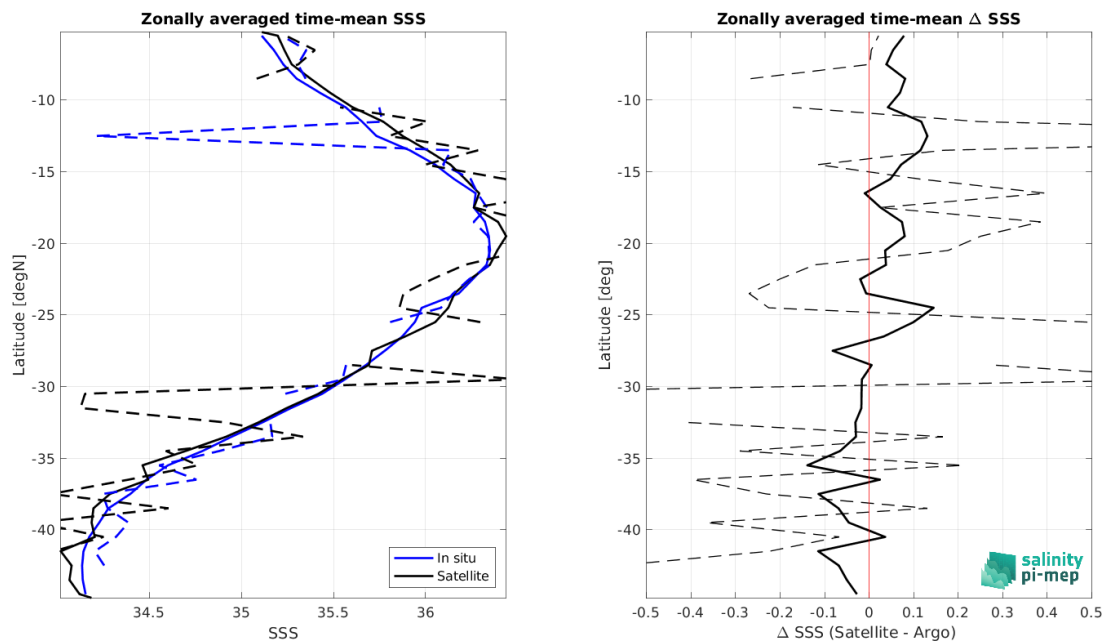 Zonally averaged time-mean SSS
Latitude [degN]
-10
-15
-20
-25
-30
-35
-40
34.5
35
35.5
36
SSS
In situ
Satellite
Zonally averaged time-mean Δ SSS
Latitude [deg]
-10
-15
-20
-25
-30
-35
-40
-0.5
-0.4
-0.3
-0.2
-0.1
0
0.1
0.2
0.3
0.4
0.5
Δ SSS (Satellite - Argo)
salinity
pi-mep